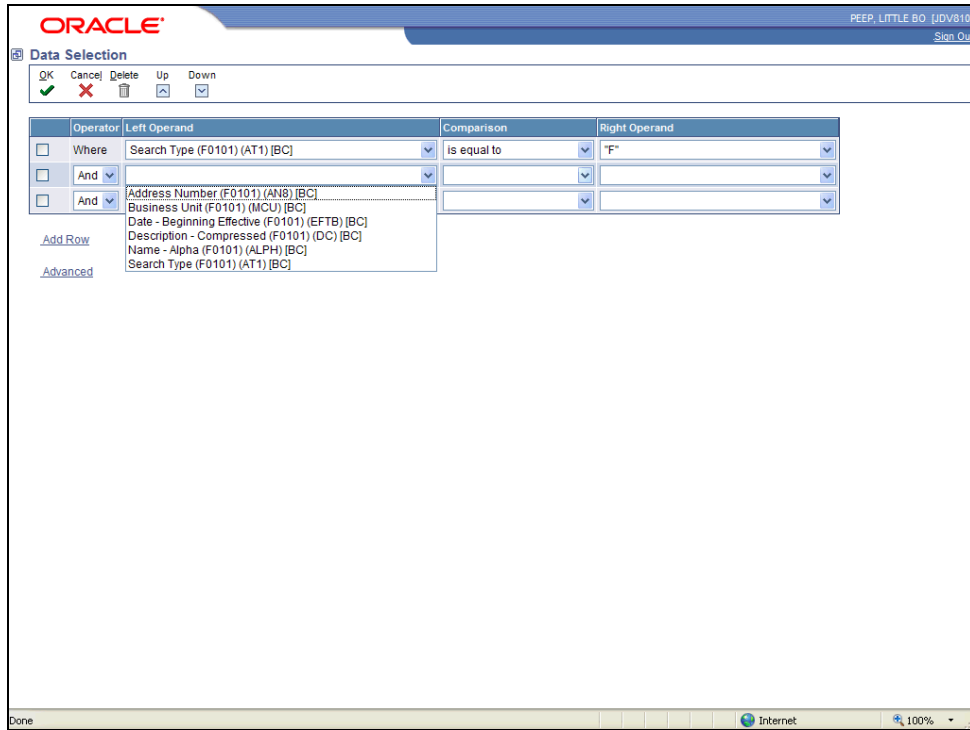 ORACLE
PEEP, LITTLE BO [JDV810
Sign Ou
Data Selection
OK Cancel Delete Up Down
Operator Left Operand Comparison Right Operand
Where Search Type (F0101) (AT1) [BC] is equal to "F"
And
And
Address Number (F0101) (AN8) [BC]
Business Unit (F0101) (MCU) [BC]
Date - Beginning Effective (F0101) (EFTB) [BC]
Description - Compressed (F0101) (DC) [BC]
Name - Alpha (F0101) (ALPH) [BC]
Search Type (F0101) (AT1) [BC]
Add Row
Advanced
Done Internet 100%